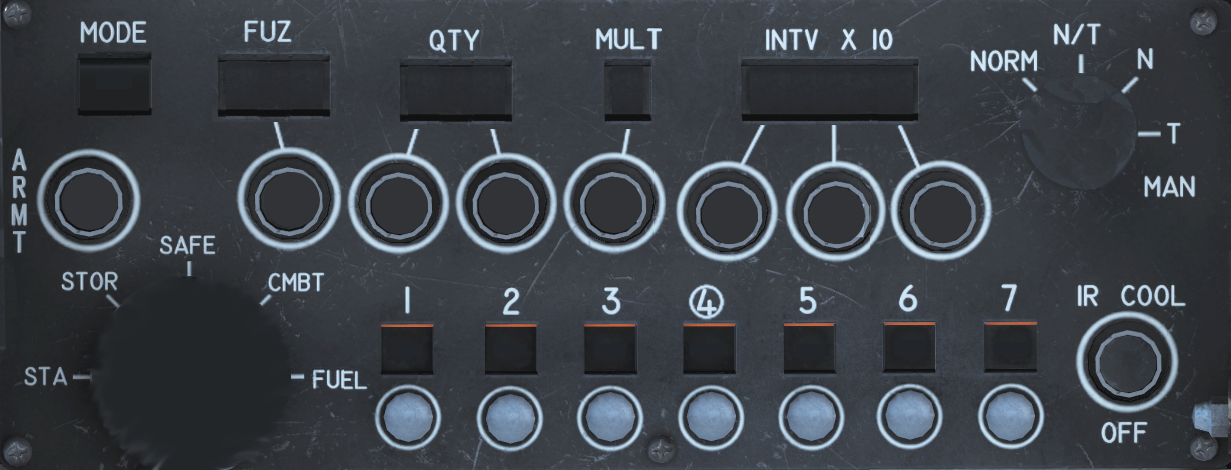 MODE
FUZ
QTY
MULT
INTV X 10
NORM
N/T
N
T
MAN
ARMT
STA
STOR
SAFE
CMBT
FUEL
1 2 3 4 5 6 7
IR COOL
OFF